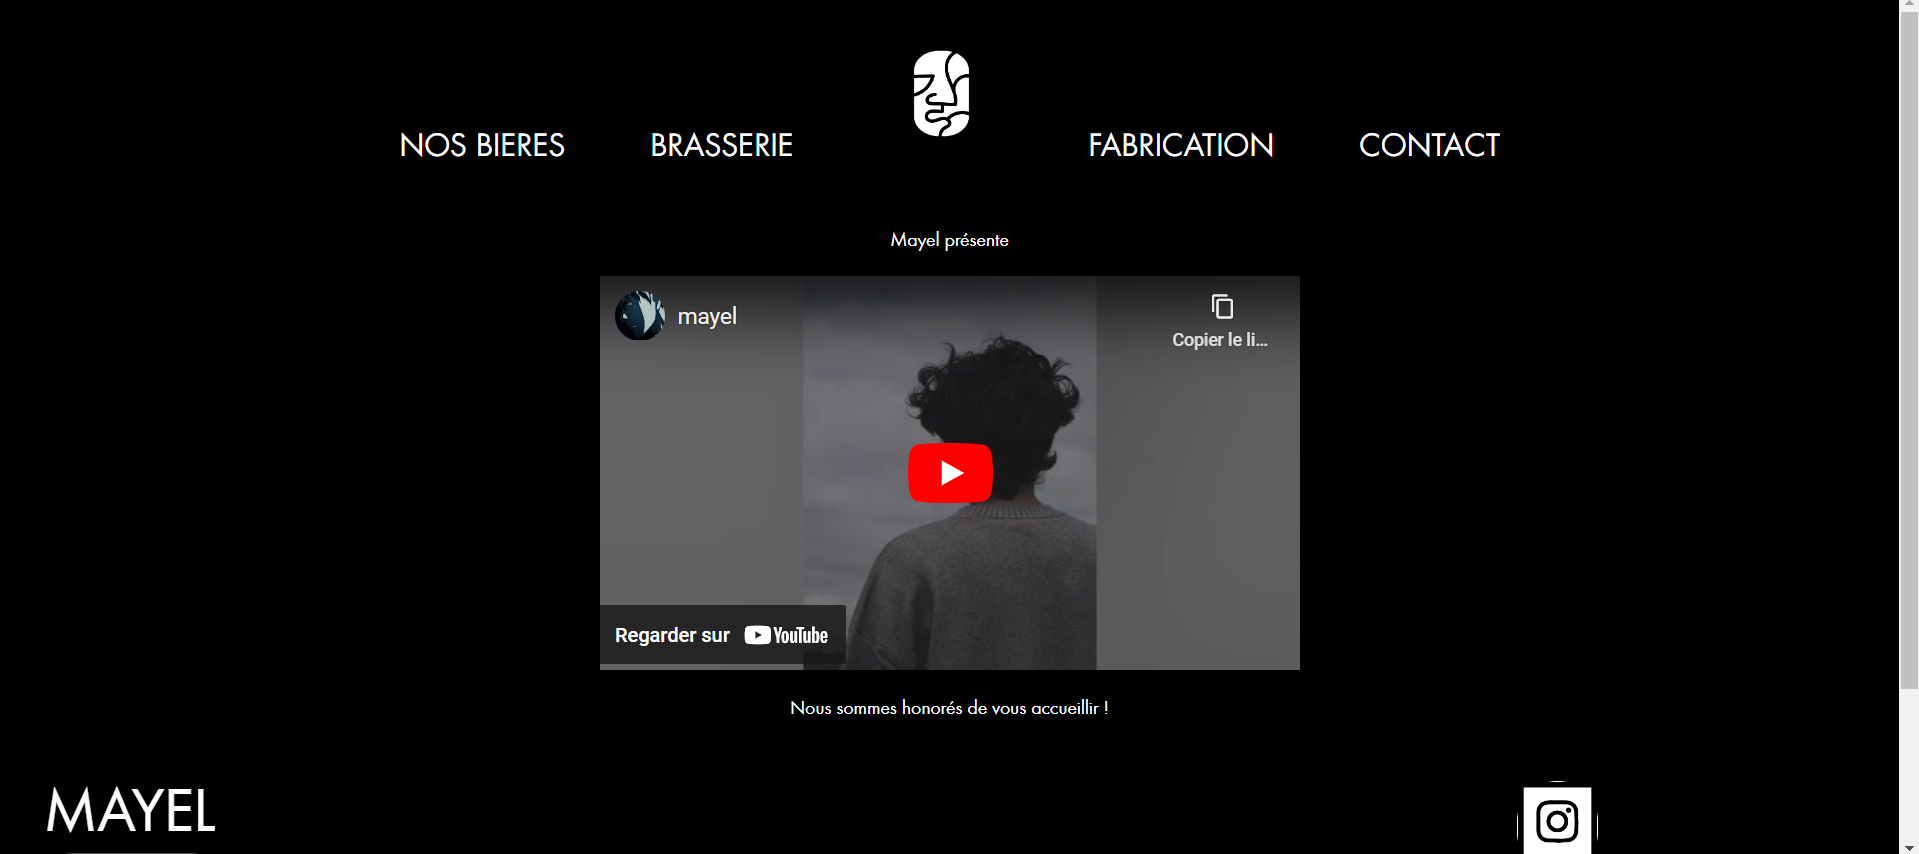 NOS BIERES BRASSERIE FABRICATION CONTACT
Mayel présente
mayel
Copier le li...
Regarder sur YouTube
Nous sommes honorés de vous accueillir !
MAYEL